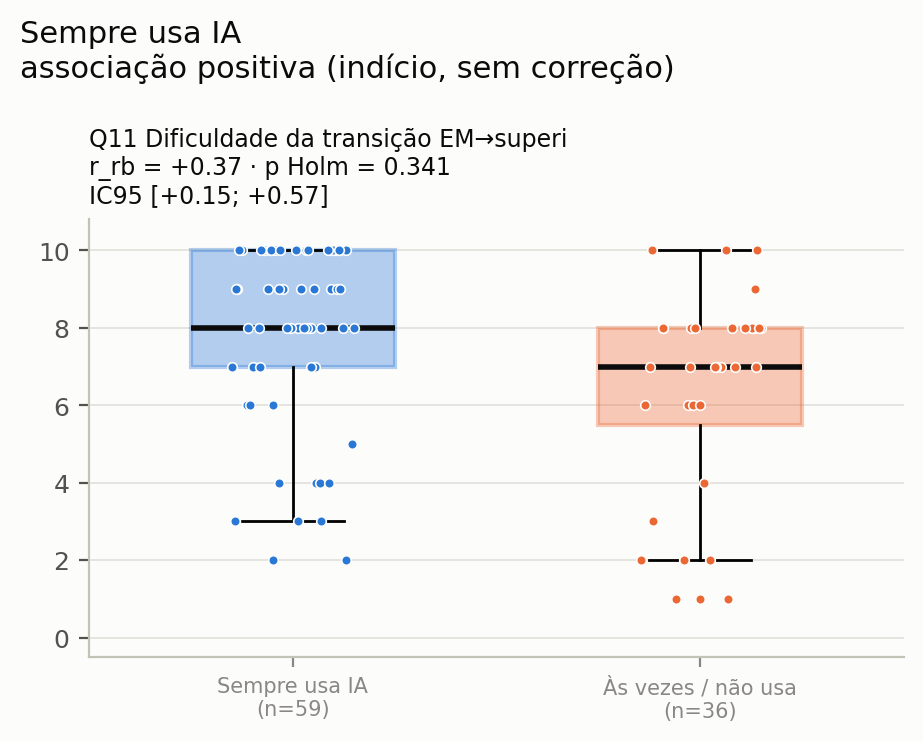 Sempre usa IA
associação positiva (indício, sem correção)
Q11 Dificuldade da transição EM→superi
r_rb = +0.37 · p Holm = 0.341
IC95 [+0.15; +0.57]
10
8
6
4
2
0
Sempre usa IA
(n=59)
Às vezes / não usa
(n=36)